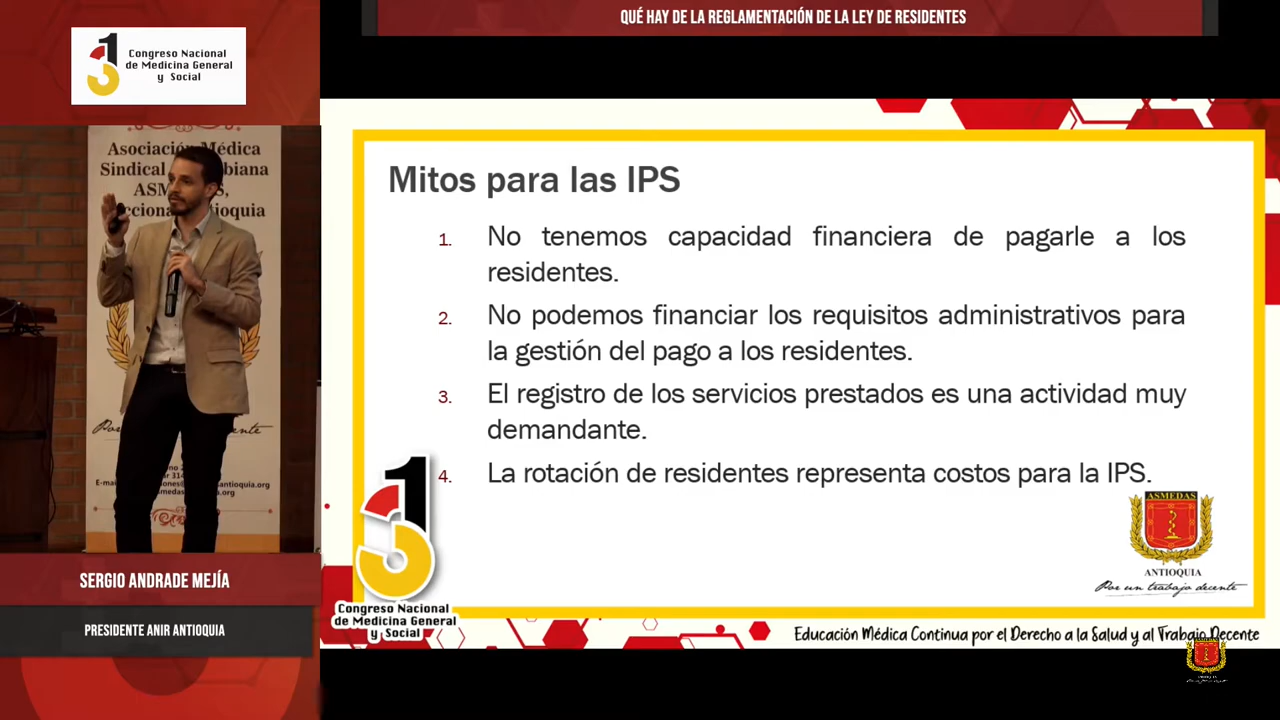 QUÉ HAY DE LA REGLAMENTACIÓN DE LA LEY DE RESIDENTES
Congreso Nacional
de Medicina General
y Social
Asociación Médica
Sindical
Mitos para las IPS
1. No tenemos capacidad financiera de pagarle a los
residentes.
2. No podemos financiar los requisitos administrativos para
la gestión del pago a los residentes.
3. El registro de los servicios prestados es una actividad muy
demandante.
4. La rotación de residentes representa costos para la IPS.
ASMEDAS
ANTIOQUIA
Por un trabajo decente
13
Congreso Nacional
de Medicina General
y Social
Educación Médica Continua por el Derecho a la Salud y al Trabajo Decente
SERGIO ANDRADE MEJÍA
PRESIDENTE ANIR ANTIOQUIA